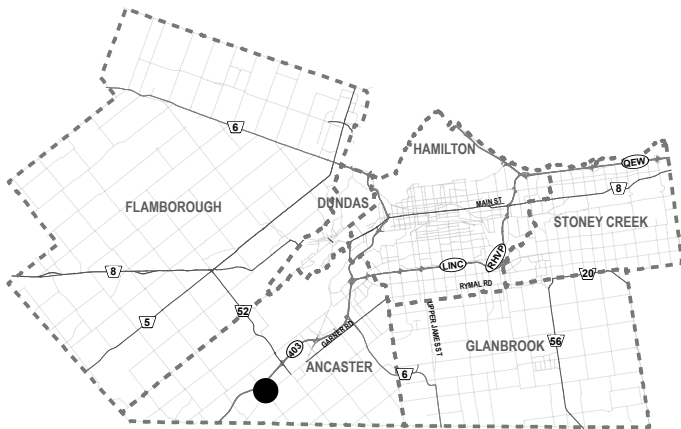 6
HAMILTON
QEW
8
FLAMBOROUGH
DUNDAS
MAIN ST
STONEY CREEK
8
LINC
RHVP
20
RYMAL RD
52
5
403
GARNER RD
UPPER JAMES ST
GLANBROOK
56
ANCASTER
6